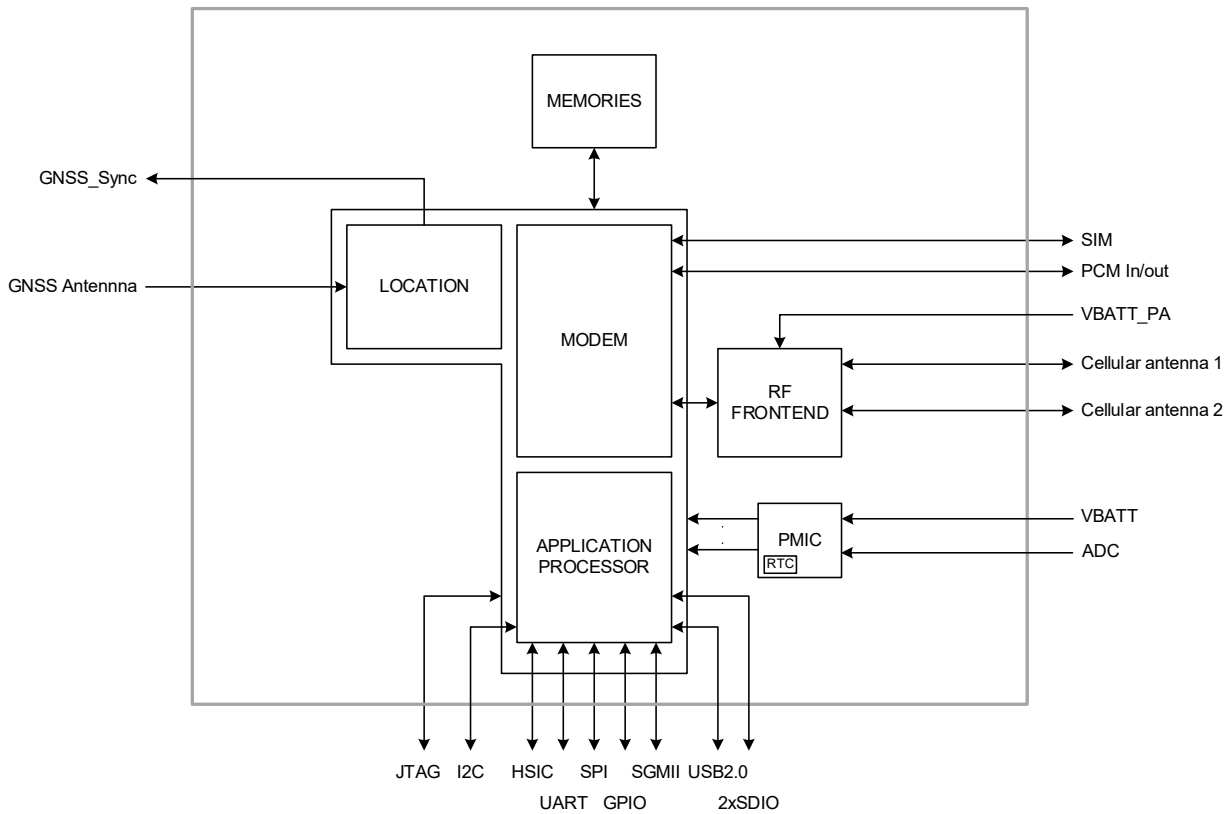 MEMORIES
GNSS_Sync
SIM
GNSS Antennna
LOCATION
PCM In/out
MODEM
VBATT_PA
RF
FRONTEND
Cellular antenna 1
Cellular antenna 2
APPLICATION
PROCESSOR
PMIC
RTC
VBATT
ADC
JTAG
I2C
HSIC
SPI
SGMII
USB2.0
UART
GPIO
2xSDIO